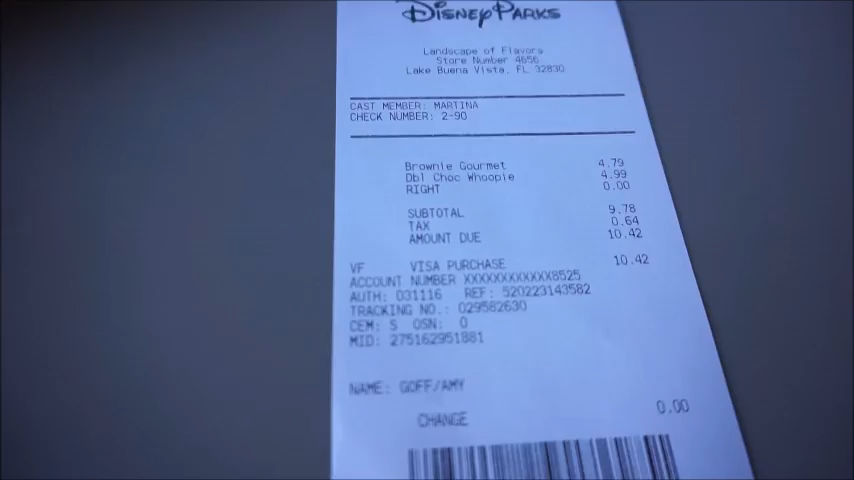 Disney Parks
Landscape of Flavors
Store Number 4656
Lake Buena Vista, FL 32830
CAST MEMBER: MARTINA
CHECK NUMBER: 2-90
Brownie Gourmet 4.79
Dbl Choc Whoopie 4.99
RIGHT 0.00
SUBTOTAL 9.78
TAX 0.64
AMOUNT DUE 10.42
VF VISA PURCHASE 10.42
ACCOUNT NUMBER XXXXXXXXXXXX8525
AUTH: 031116 REF: 520223143582
TRACKING NO.: 029582630
CEM: S OSN: 0
MID: 275162951881
NAME: GOFF/AMY
CHANGE 0.00